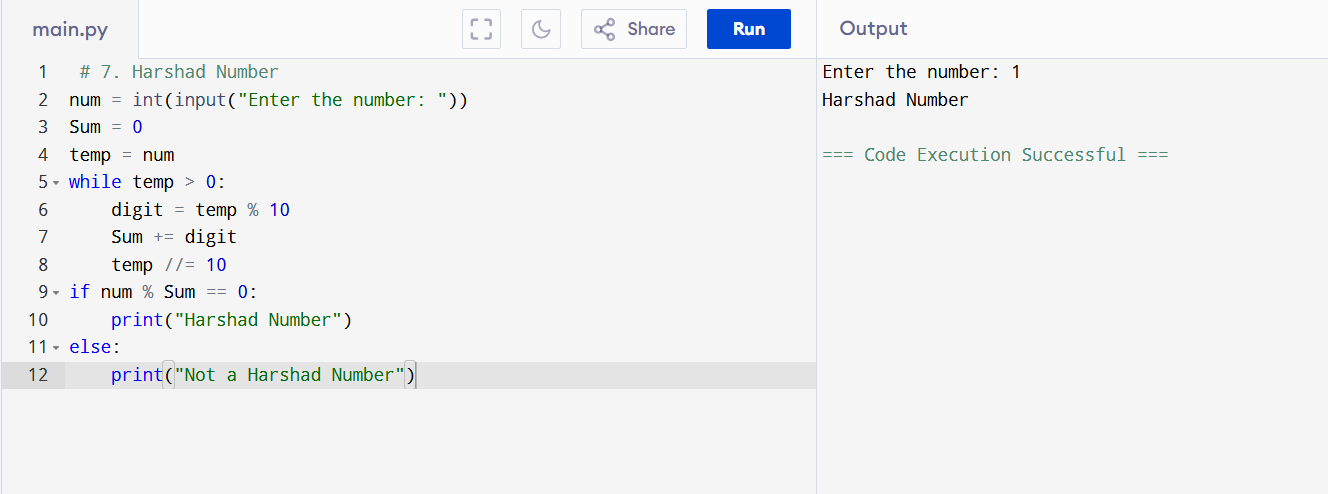 main.py
Share
Run
Output
1 # 7. Harshad Number
2 num = int(input("Enter the number: "))
3 Sum = 0
4 temp = num
5 while temp > 0:
6     digit = temp % 10
7     Sum += digit
8     temp //= 10
9 if num % Sum == 0:
10     print("Harshad Number")
11 else:
12     print("Not a Harshad Number")
Enter the number: 1
Harshad Number
=== Code Execution Successful ===